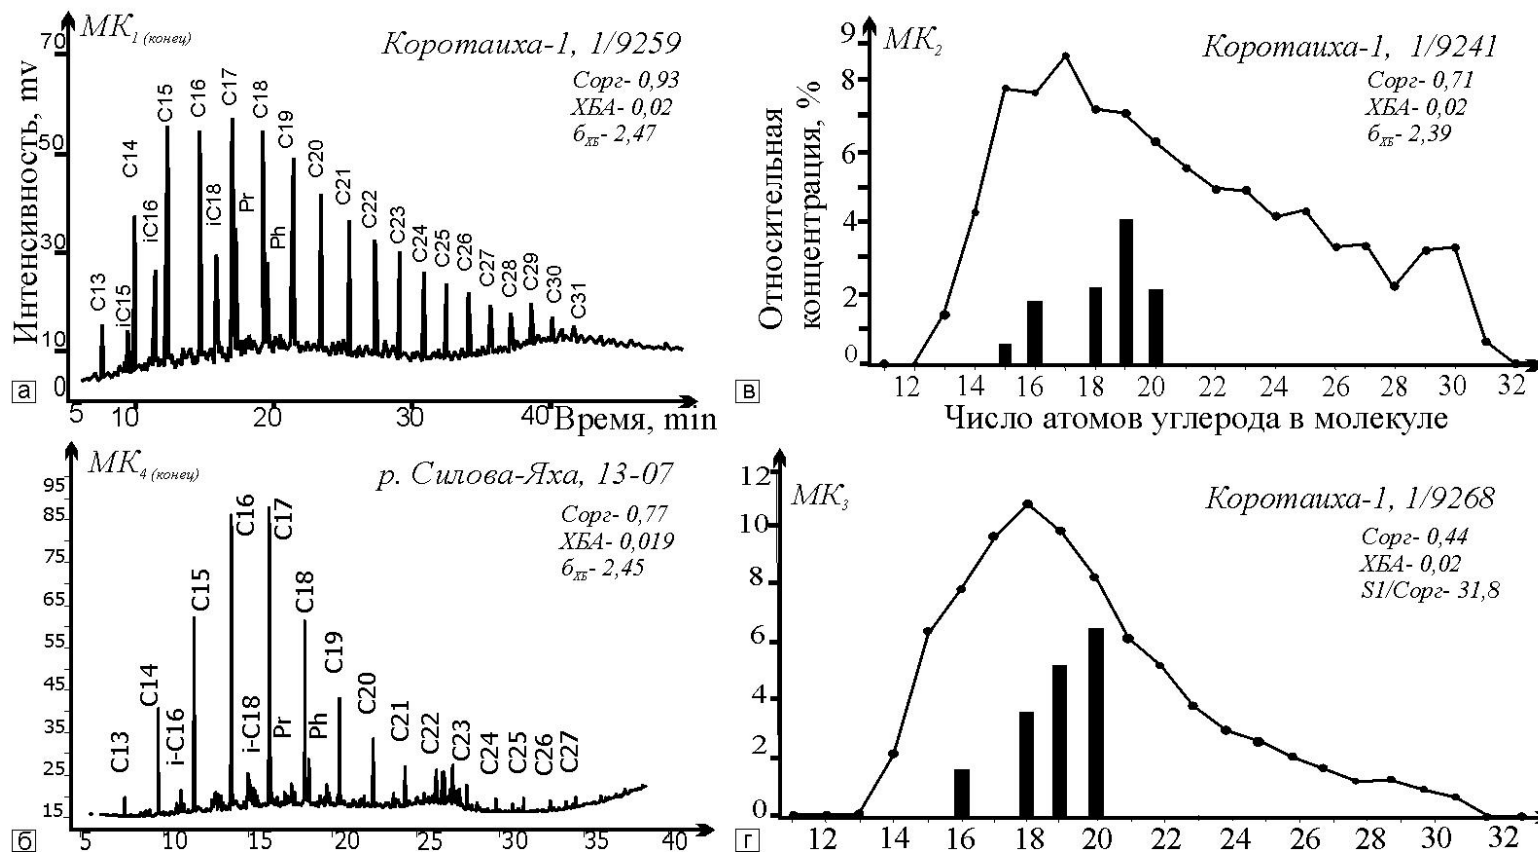 МК1 (конец)
Коротаиха-1, 1/9259
Сорг- 0,93
ХБА- 0,02
бХБ- 2,47
Интенсивность, mv
70
50
30
10
0
C13
iC15
C14
iC16
C15
C16
iC18
C17
Pr
C18
Ph
C19
C20
C21
C22
C23
C24
C25
C26
C27
C28
C29
C30
C31
5 10 20 30 40
Время, min
а
МК2
Коротаиха-1, 1/9241
Сорг- 0,71
ХБА- 0,02
бХБ- 2,39
Относительная
концентрация, %
9
8
6
4
2
0
12 14 16 18 20 22 24 26 28 30 32
Число атомов углерода в молекуле
в
МК4 (конец)
р. Силова-Яха, 13-07
Сорг- 0,77
ХБА- 0,019
бХБ- 2,45
95
85
75
65
55
45
35
25
15
C13
C14
i-C16
C15
C16
i-C18
C17
Pr
C18
Ph
C19
C20
C21
C22
C23
C24
C25
C26
C27
5 10 15 20 25 30 35 40
б
МК3
Коротаиха-1, 1/9268
Сорг- 0,44
ХБА- 0,02
S1/Сорг- 31,8
12
10
8
6
4
2
0
12 14 16 18 20 22 24 26 28 30 32
г